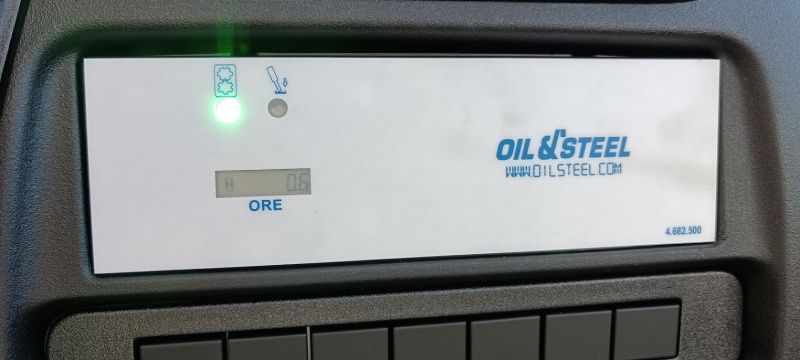 OIL & STEEL
WWW.OILSTEEL.COM
H 0.6
ORE
4.682.500